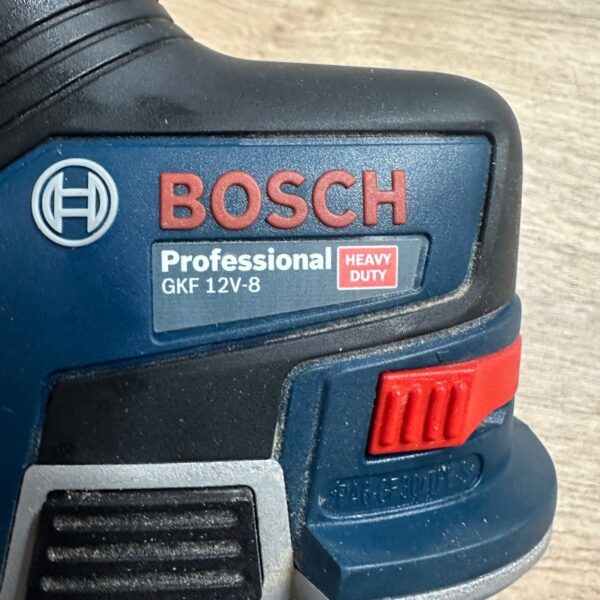 BOSCH
Professional
HEAVY
DUTY
GKF 12V-8